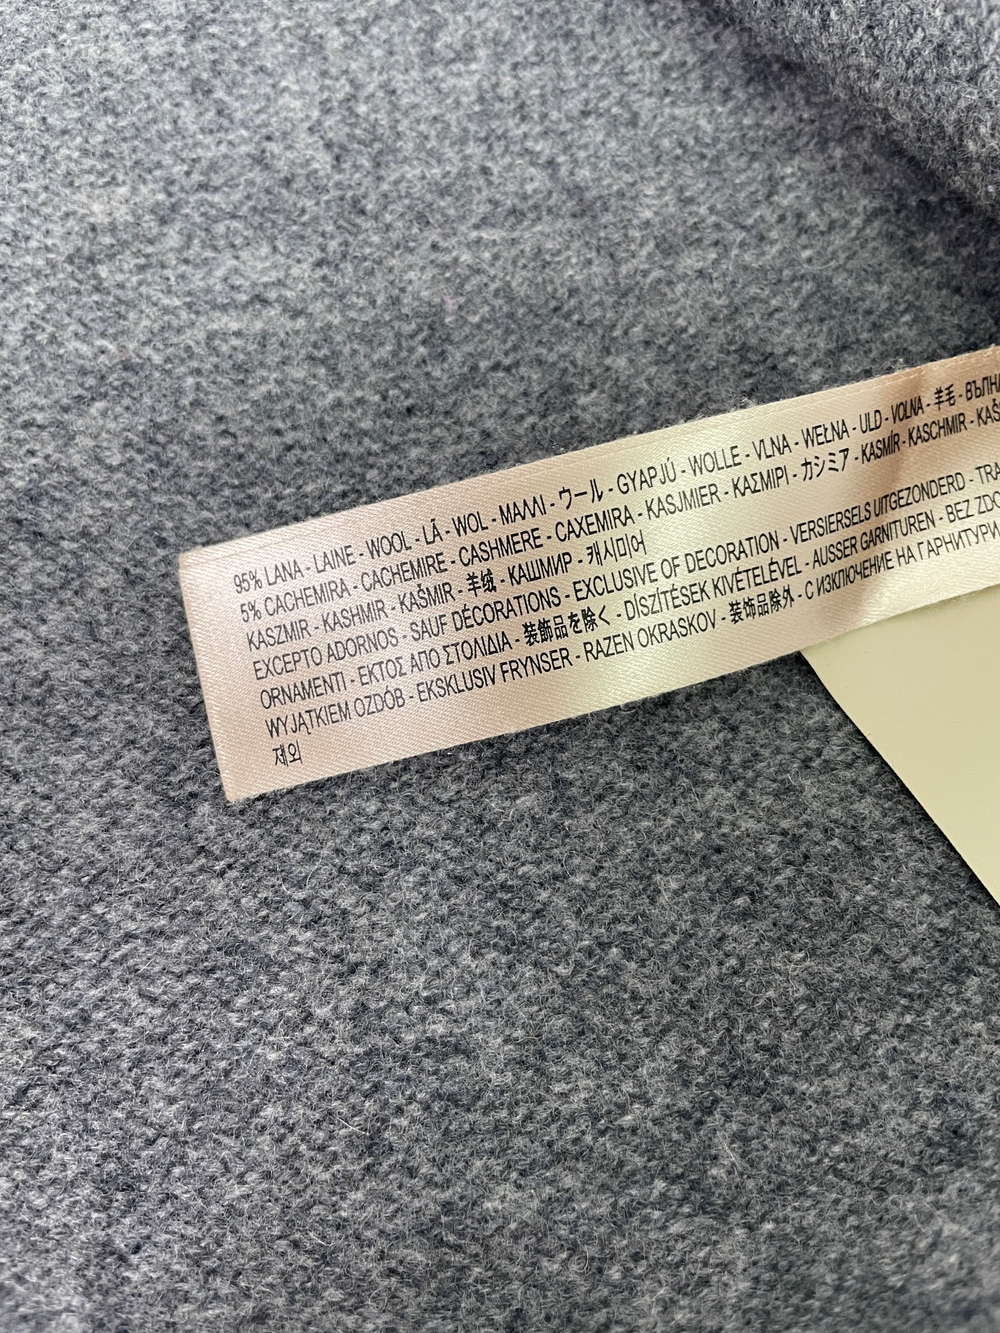 95% LANA - LAINE - WOOL - LÃ - WOL - ΜΑΛΛΙ - ウール - GYAPJÚ - WOLLE - VLNA - WEŁNA - ULD - VOLNA - 羊毛 - ВЪЛНА
5% CACHEMIRA - CACHEMIRE - CASHMERE - CAXEMIRA - KASJMIER - ΚΑΣΜΙΡΙ - カシミア - KASMÍR - KASCHMIR - KAŠ
KASZMIR - KASHMIR - KAŠMIR - 羊绒 - КАШМИР - 캐시미어
EXCEPTO ADORNOS - SAUF DÉCORATIONS - EXCLUSIVE OF DECORATION - VERSIERSELS UITGEZONDERD - TRA
ORNAMENTI - ΕΚΤΟΣ ΑΠΟ ΣΤΟΛΙΔΙΑ - 装飾品を除く - DÍSZÍTÉSEK KIVÉTELÉVEL - AUSSER GARNITUREN - BEZ ZDO
WYJĄTKIEM OZDÓB - EKSKLUSIV FRYNSER - RAZEN OKRASKOV - 装饰品除外 - С ИЗКЛЮЧЕНИЕ НА ГАРНИТУРИ
제외